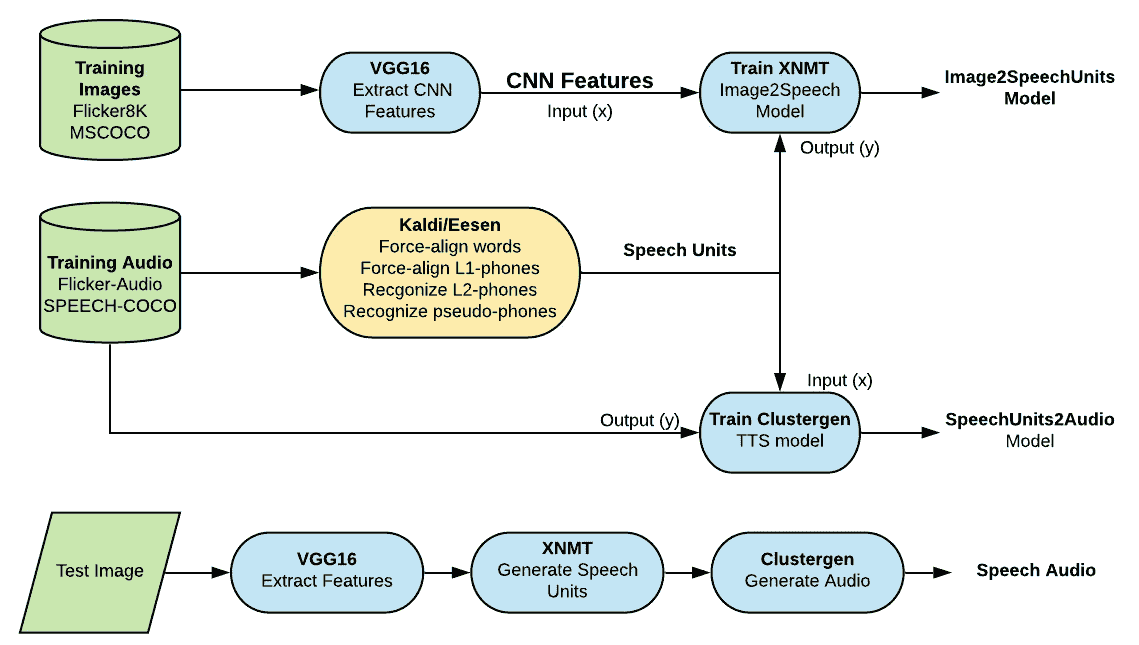 Training
Images
Flicker8K
MSCOCO
VGG16
Extract CNN
Features
CNN Features
Input (x)
Train XNMT
Image2Speech
Model
Image2SpeechUnits
Model
Output (y)
Training Audio
Flicker-Audio
SPEECH-COCO
Kaldi/Eesen
Force-align words
Force-align L1-phones
Recgonize L2-phones
Recognize pseudo-phones
Speech Units
Input (x)
Output (y)
Train Clustergen
TTS model
SpeechUnits2Audio
Model
Test Image
VGG16
Extract Features
XNMT
Generate Speech
Units
Clustergen
Generate Audio
Speech Audio